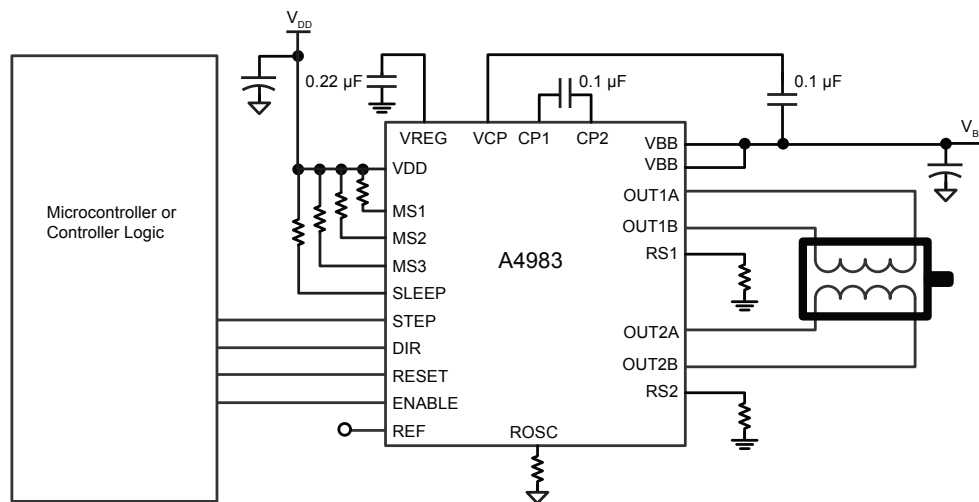 VDD
0.22 µF
0.1 µF
0.1 µF
VREG
VCP
CP1
CP2
VBB
VB
VBB
VDD
OUT1A
Microcontroller or
Controller Logic
MS1
OUT1B
MS2
RS1
A4983
MS3
SLEEP
STEP
OUT2A
DIR
OUT2B
RESET
RS2
ENABLE
REF
ROSC